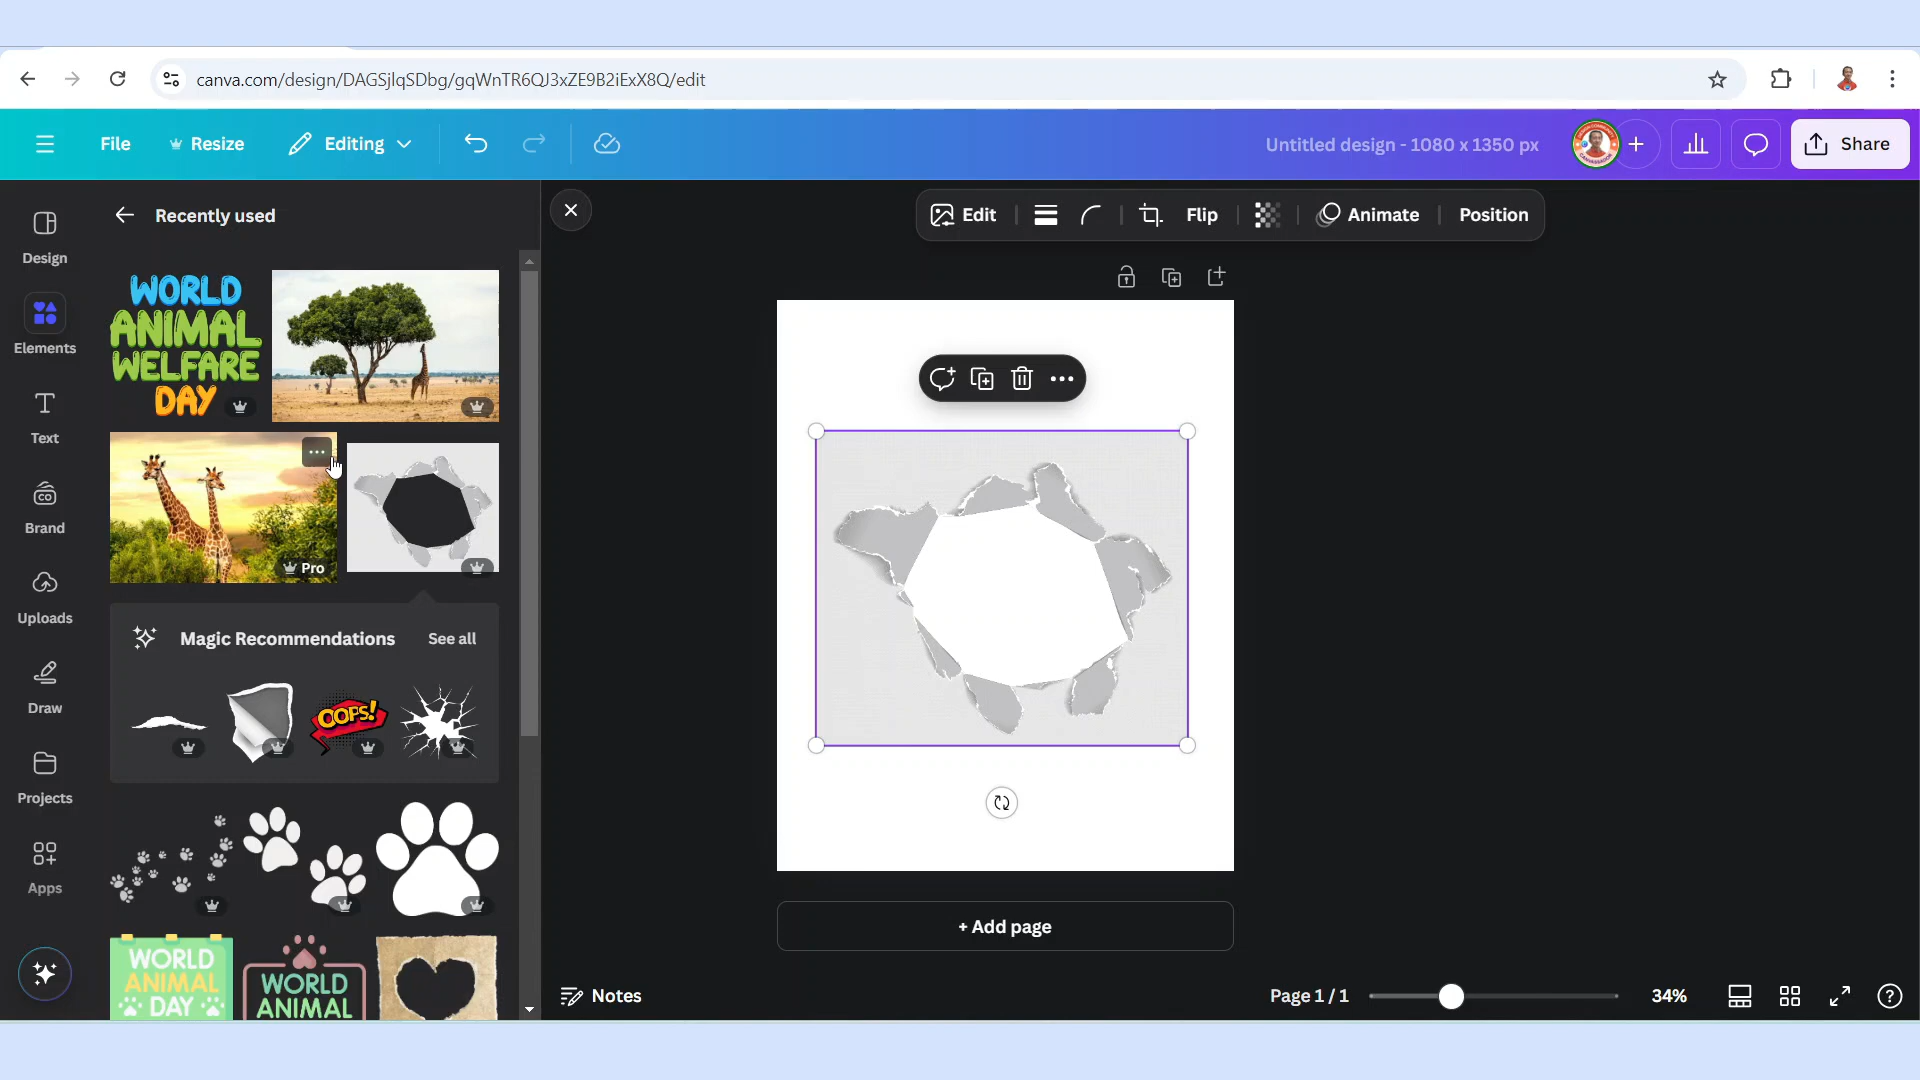 canva.com/design/DAGSjlqSDbg/gqWnTR6QJ3xZE9B2iExX8Q/edit
File
Resize
Editing
Untitled design - 1080 x 1350 px
Share
Design
Elements
Text
Brand
Uploads
Draw
Projects
Apps
Recently used
WORLD
ANIMAL
WELFARE
DAY
Pro
Magic Recommendations
See all
OOPS!
WORLD
ANIMAL
DAY
WORLD
ANIMAL
Edit
Flip
Animate
Position
+ Add page
Notes
Page 1 / 1
34%